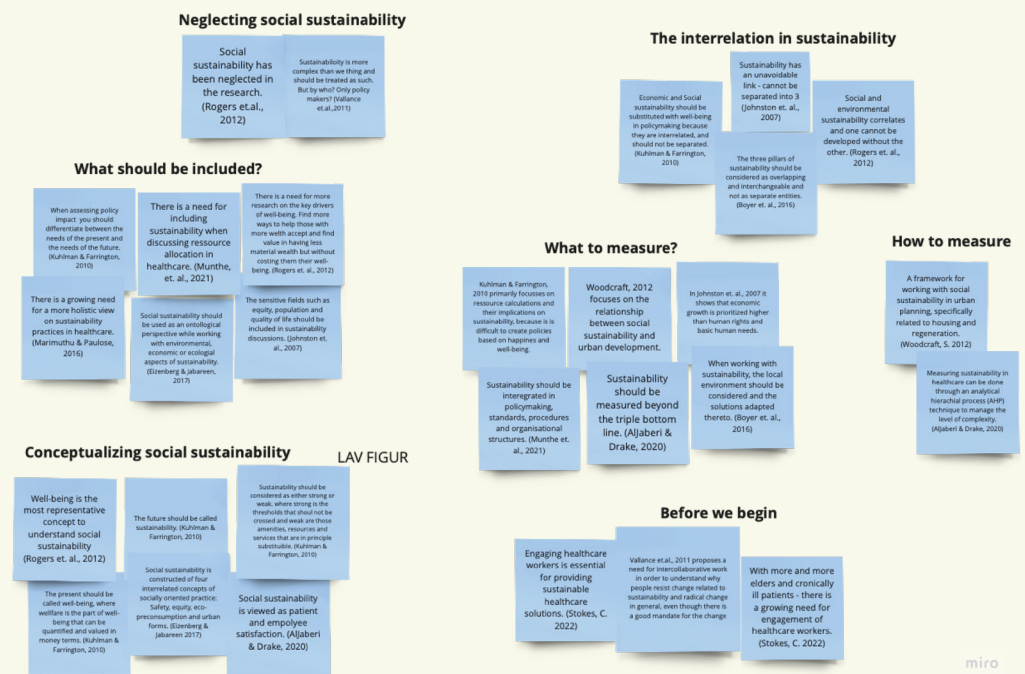 Neglecting social sustainability
Social
sustainability has
been neglected in
the research.
(Rogers et.al.,
2012)
Sustainabiloity is more
complex than we thing and
should be treated as such.
But by who? Only policy
makers? (Vallance
et.al.,2011)
What should be included?
When assessing policy
impact you should
differentiate between the
needs of the present and
the needs of the future.
(Kuhlman & Farrington,
2010)
There is a need for
including
sustainability when
discussing ressource
allocation in
healthcare. (Munthe,
et. al., 2021)
There is a need for more
research on the key drivers
of well-being. Find more
ways to help those with
more welth accept and find
value in having less
material wealth but without
costing them their well-
being. (Rogers et. al., 2012)
There is a growing need
for a more holistic view
on sustainability
practices in healthcare.
(Marimuthu & Paulose,
2016)
Social sustainability should
be used as an ontollogical
perspective while working
with environmental,
economic or ecological
aspects of sustainability.
(Eizenberg & Jabareen,
2017)
The sensitive fields such as
equity, population and
quality of life should be
included in sustainability
discussions. (Johnston et.
al., 2007)
Conceptualizing social sustainability
LAV FIGUR
Well-being is the
most representative
concept to
understand social
sustainability
(Rogers et. al., 2012)
The future should be called
sustainability. (Kuhlman &
Farrington, 2010)
Sustainability should be
considered as either strong or
weak, where strong is the
thresholds that shoul not be
crossed and weak are those
amenities, resources and
services that are in principle
substituible. (Kuhlman &
Farrington, 2010)
The present should be
called well-being, where
wellfare is the part of well-
being that can be
quantified and valued in
money terms. (Kuhlman &
Farrington, 2010)
Social sustainability is
constructed of four
interrelated concepts of
socially oriented practice:
Safety, equity, eco-
preconsumption and urban
forms. (Eizenberg &
Jabareen 2017)
Social sustainability
is viewed as patient
and empolyee
satisfaction. (AlJaberi
& Drake, 2020)
The interrelation in sustainability
Economic and Social
sustainability should be
substituted with well-being
in policymaking because
they are interrelated, and
should not be separated.
(Kuhlman & Farrington,
2010)
Sustainability has
an unavoidable
link - cannot be
separated into 3
(Johnston et. al.,
2007)
Social and
environmental
sustainability correlates
and one cannot be
developed without the
other. (Rogers et. al.,
2012)
The three pillars of
sustainability should be
considered as overlapping
and interchangeable and
not as separate entities.
(Boyer et. al., 2016)
What to measure?
Kuhlman & Farrington,
2010 primarily focusses on
ressource calculations and
their implications on
sustainability, because is is
difficult to create policies
based on happines and
well-being.
Woodcraft, 2012
focuses on the
relationship
between social
sustainability and
urban development.
In Johnston et. al., 2007 it
shows that economic
growth is prioritized higher
than human rights and
basic human needs.
Sustainability should be
interegrated in
policymaking,
standards, procedures
and organisational
structures. (Munthe et.
al., 2021)
Sustainability
should be
measured beyond
the triple bottom
line. (AlJaberi &
Drake, 2020)
When working with
sustainability, the local
environment should be
considered and the
solutions adapted
thereto. (Boyer et. al.,
2016)
How to measure
A framework for
working with social
sustainability in urban
planning, specifically
related to housing and
regeneration.
(Woodcraft, S. 2012)
Measuring sustainability in
healthcare can be done
through an analytical
hierachial process (AHP)
technique to manage the
level of complexity.
(AlJaberi & Drake, 2020)
Before we begin
Engaging healthcare
workers is essential
for providing
sustainable
healthcare
solutions. (Stokes, C.
2022)
Vallance et.al., 2011 proposes a
need for intercollaborative work
in order to understand why
people resist change related to
sustainability and radical change
in general, even though there is
a good mandate for the change
With more and more
elders and cronically
ill patients - there is
a growing need for
engagement of
healthcare workers.
(Stokes, C. 2022)
miro